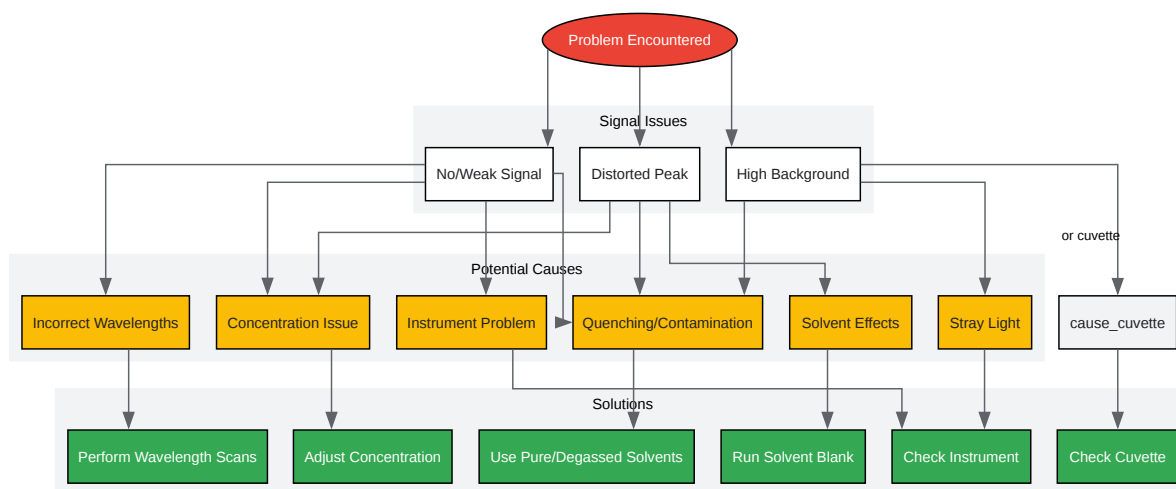 Problem Encountered
Signal Issues
No/Weak Signal
Distorted Peak
High Background
or cuvette
Potential Causes
Incorrect Wavelengths
Concentration Issue
Instrument Problem
Quenching/Contamination
Solvent Effects
Stray Light
cause_cuvette
Solutions
Perform Wavelength Scans
Adjust Concentration
Use Pure/Degassed Solvents
Run Solvent Blank
Check Instrument
Check Cuvette